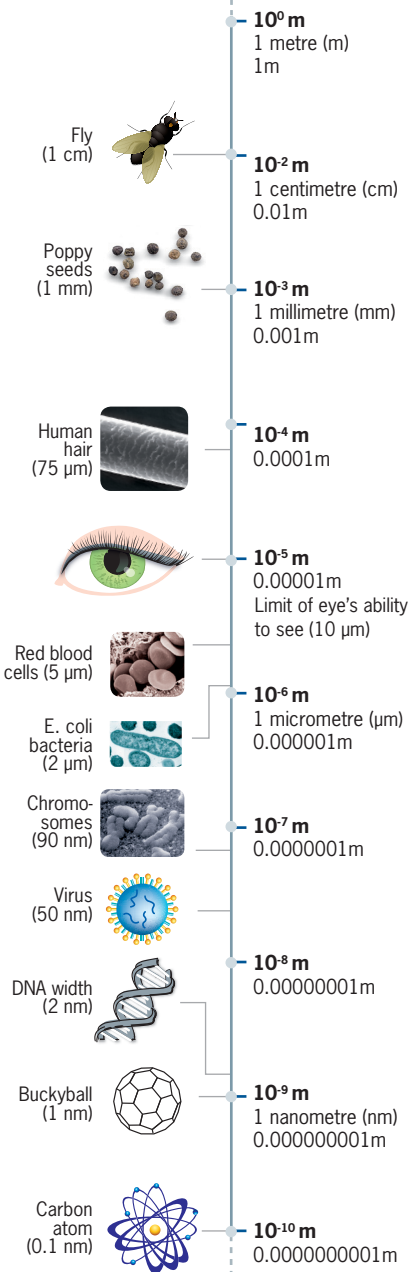 10⁰ m
1 metre (m)
1m
Fly
(1 cm)
10⁻² m
1 centimetre (cm)
0.01m
Poppy
seeds
(1 mm)
10⁻³ m
1 millimetre (mm)
0.001m
Human
hair
(75 µm)
10⁻⁴ m
0.0001m
10⁻⁵ m
0.00001m
Limit of eye's ability
to see (10 µm)
Red blood
cells (5 µm)
10⁻⁶ m
1 micrometre (µm)
0.000001m
E. coli
bacteria
(2 µm)
Chromo-
somes
(90 nm)
10⁻⁷ m
0.0000001m
Virus
(50 nm)
10⁻⁸ m
0.00000001m
DNA width
(2 nm)
Buckyball
(1 nm)
10⁻⁹ m
1 nanometre (nm)
0.000000001m
Carbon
atom
(0.1 nm)
10⁻¹⁰ m
0.0000000001m